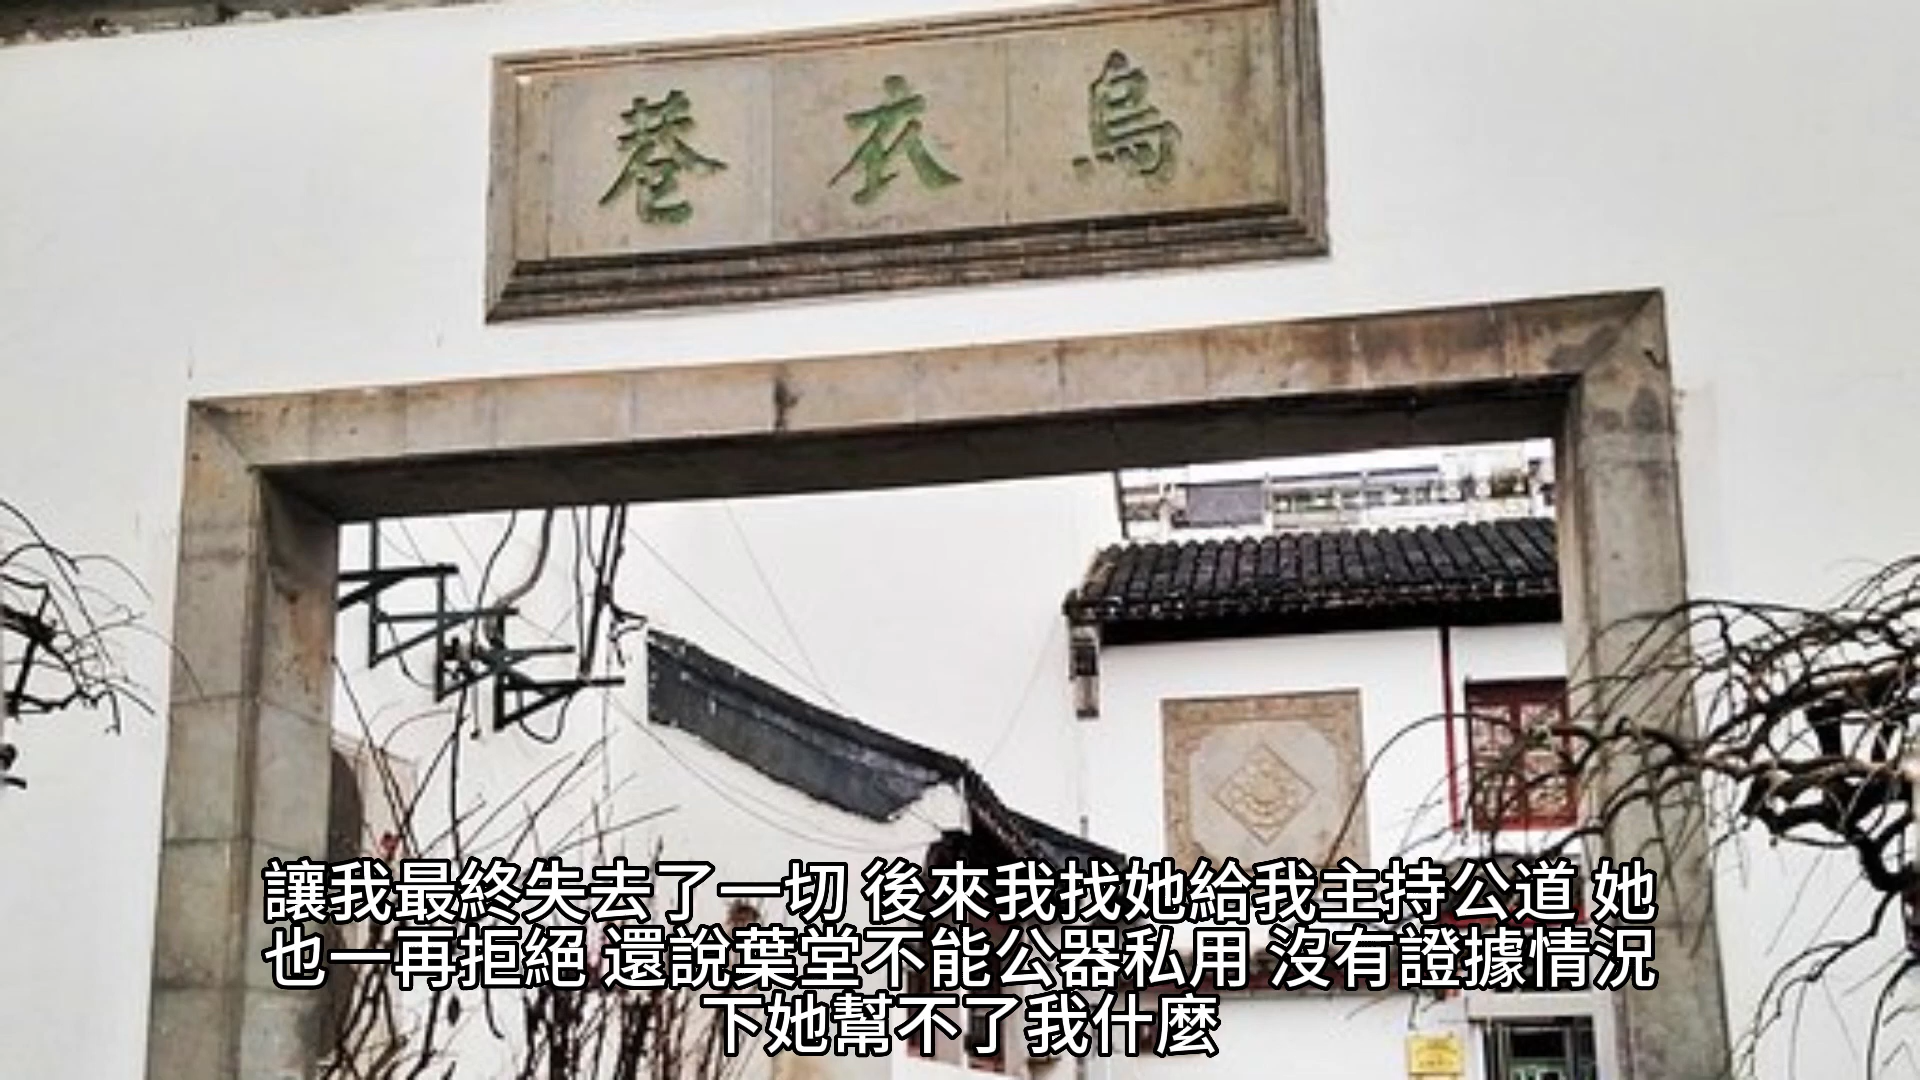 烏衣巷
讓我最終失去了一切 後來我找她給我主持公道 她
也一再拒絕 還說葉堂不能公器私用 沒有證據情況
下她幫不了我什麼